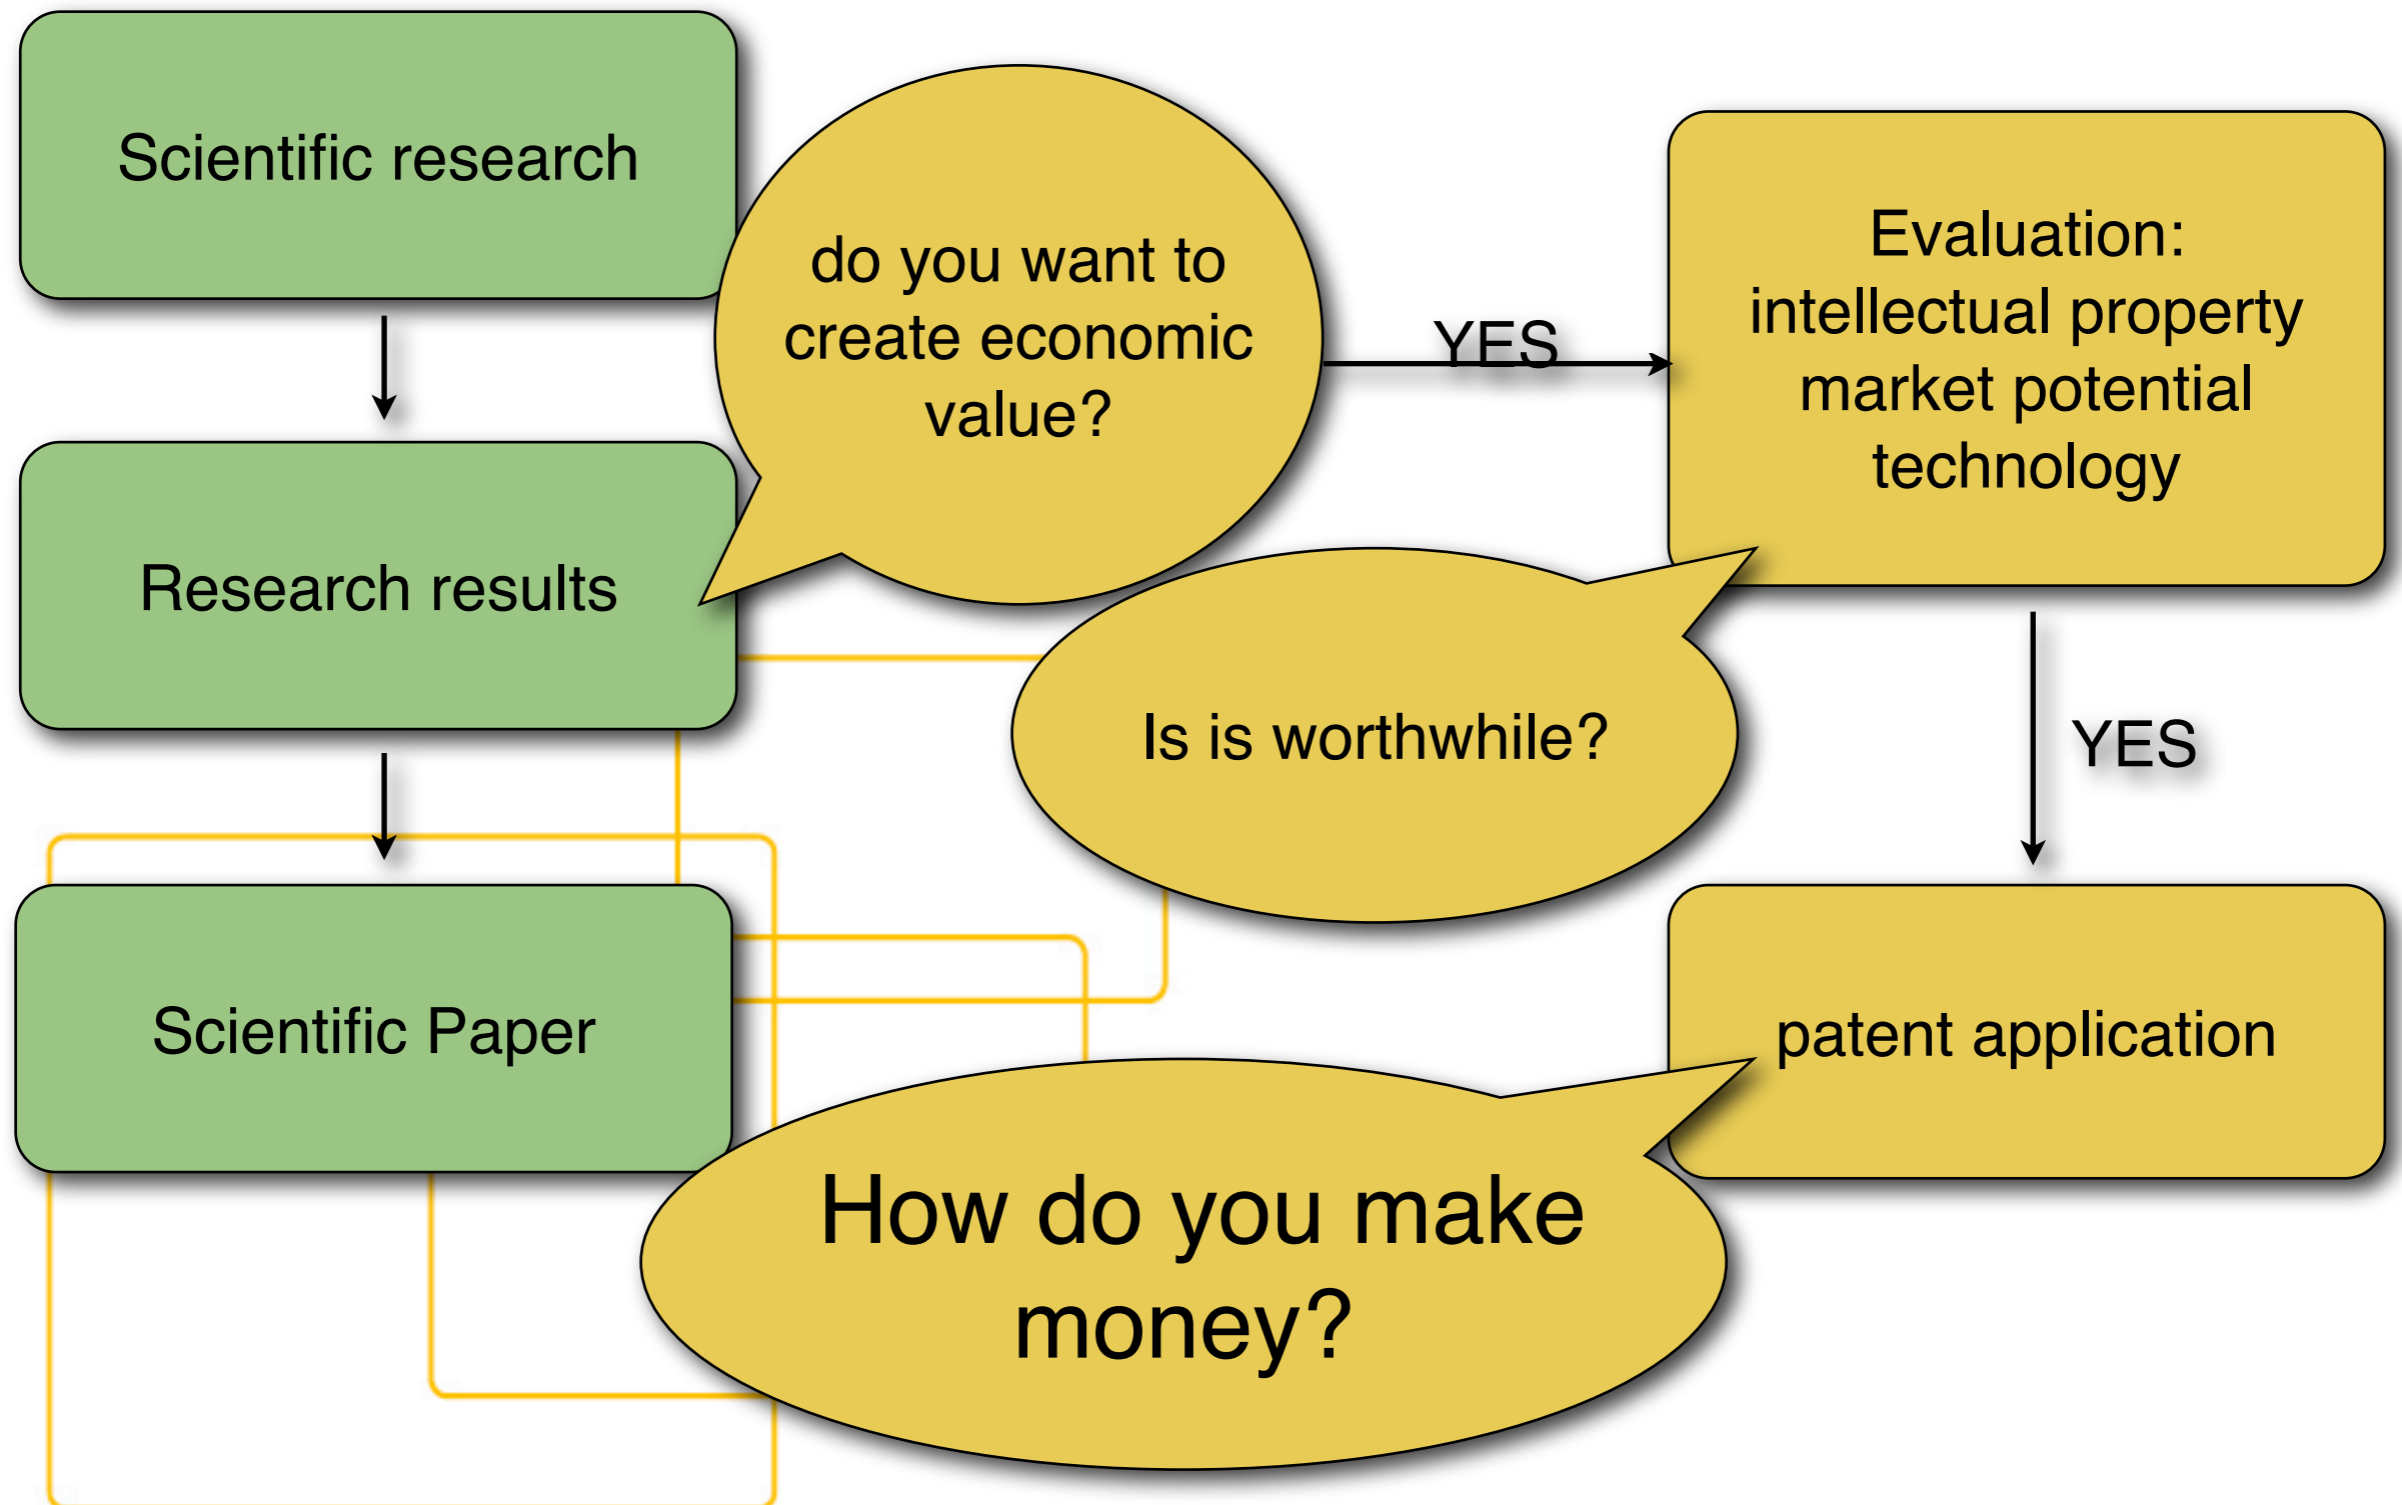 Scientific research
do you want to
create economic
value?
YES
Evaluation:
intellectual property
market potential
technology
Research results
Is is worthwhile?
YES
Scientific Paper
patent application
How do you make
money?